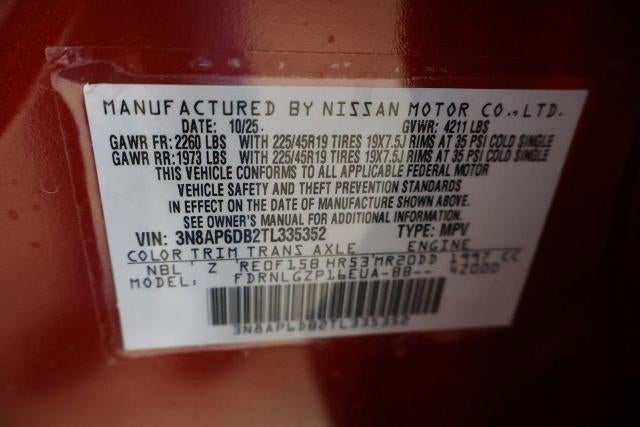 MANUFACTURED BY NISSAN MOTOR CO., LTD.
DATE: 10/25 GVWR: 4211 LBS
GAWR FR: 2260 LBS WITH 225/45R19 TIRES 19X7.5J RIMS AT 35 PSI COLD SINGLE
GAWR RR: 1973 LBS WITH 225/45R19 TIRES 19X7.5J RIMS AT 35 PSI COLD SINGLE
THIS VEHICLE CONFORMS TO ALL APPLICABLE FEDERAL MOTOR
VEHICLE SAFETY AND THEFT PREVENTION STANDARDS
IN EFFECT ON THE DATE OF MANUFACTURE SHOWN ABOVE.
SEE OWNER'S MANUAL FOR ADDITIONAL INFORMATION.
VIN: 3N8AP6DB2TL335352 TYPE: MPV
COLOR TRIM TRANS AXLE ENGINE
NBL Z RE0F15B HR53 MR20DD 1997 CC
MODEL: FDRNLGZP16EUA-BB-- 42000
3N8AP6DB2TL335352